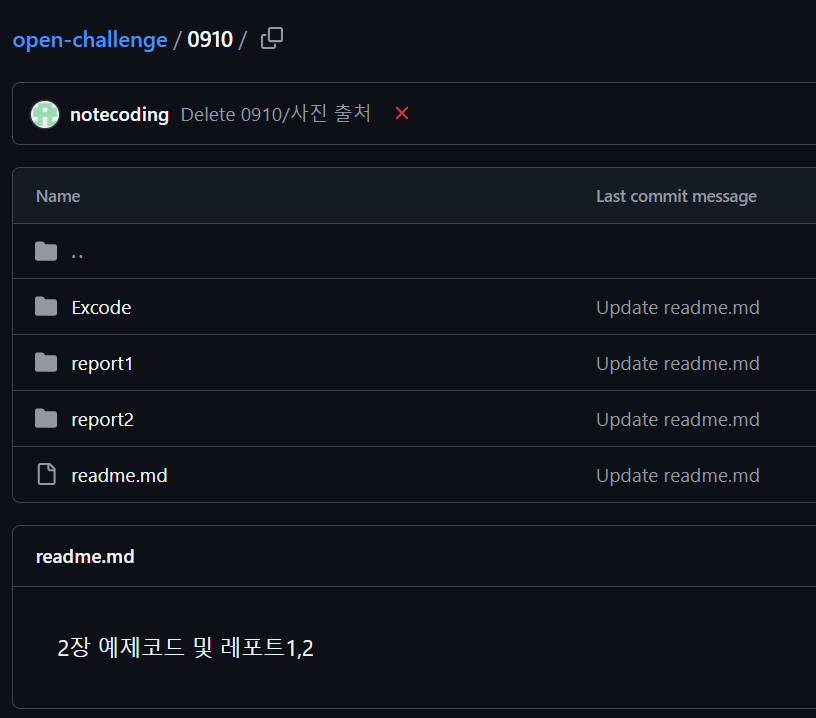 open-challenge / 0910 /
notecoding Delete 0910/사진 출처
Name Last commit message
..
Excode Update readme.md
report1 Update readme.md
report2 Update readme.md
readme.md Update readme.md
readme.md
2장 예제코드 및 레포트1,2